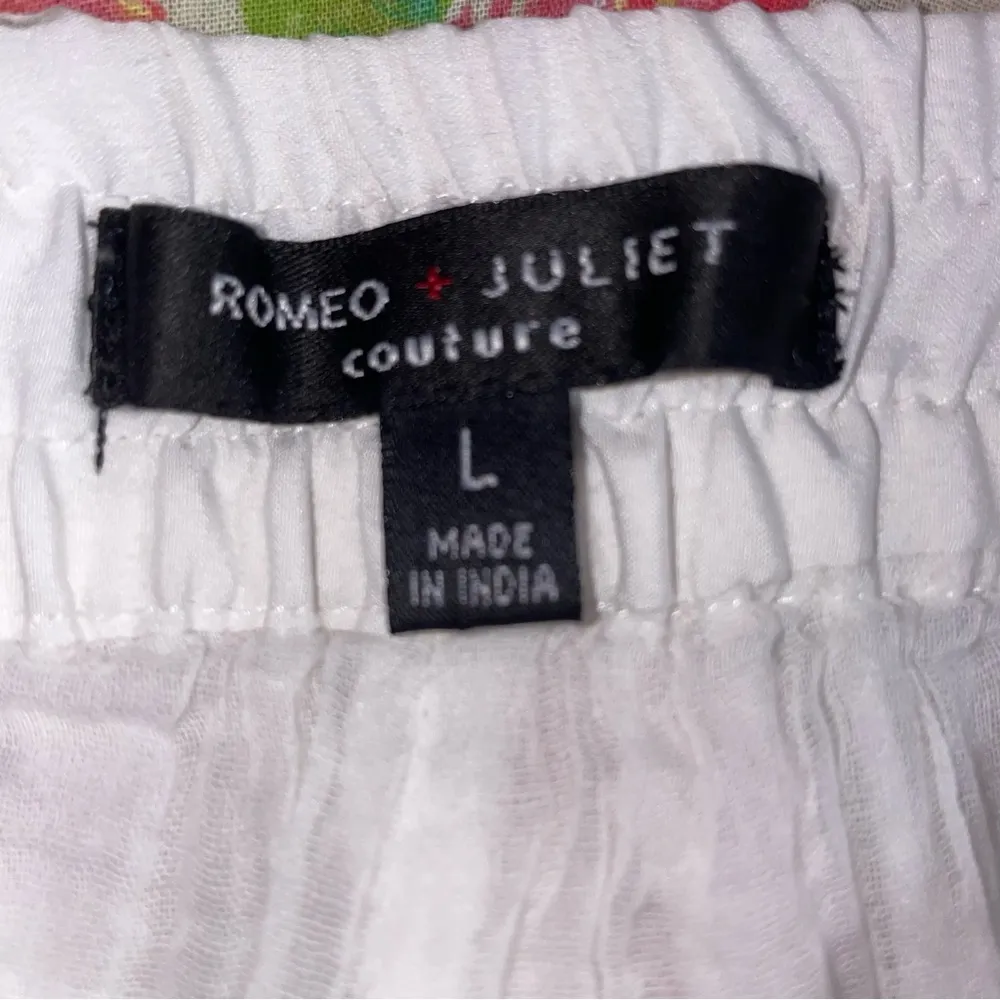 ROMEO + JULIET
couture
L
MADE
IN INDIA